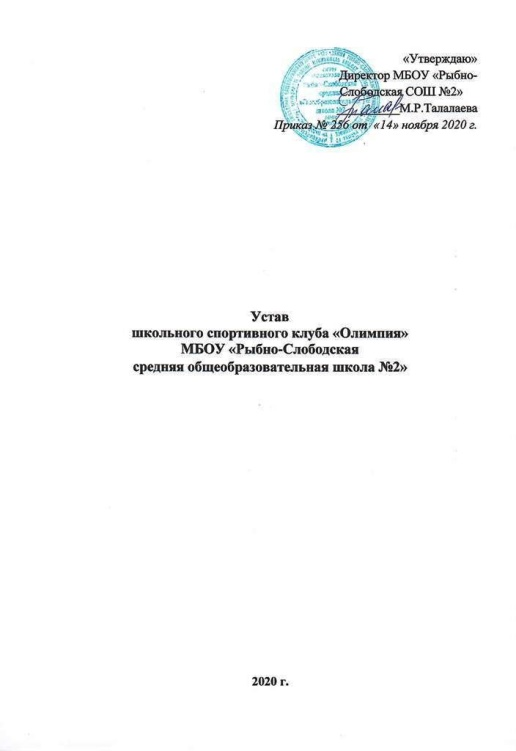 «Утверждаю»
Директор МБОУ «Рыбно-
Слободская СОШ №2»
М.Р.Талалаева
Приказ № 256 от «14» ноября 2020 г.
Устав
школьного спортивного клуба «Олимпия»
МБОУ «Рыбно-Слободская
средняя общеобразовательная школа №2»
2020 г.